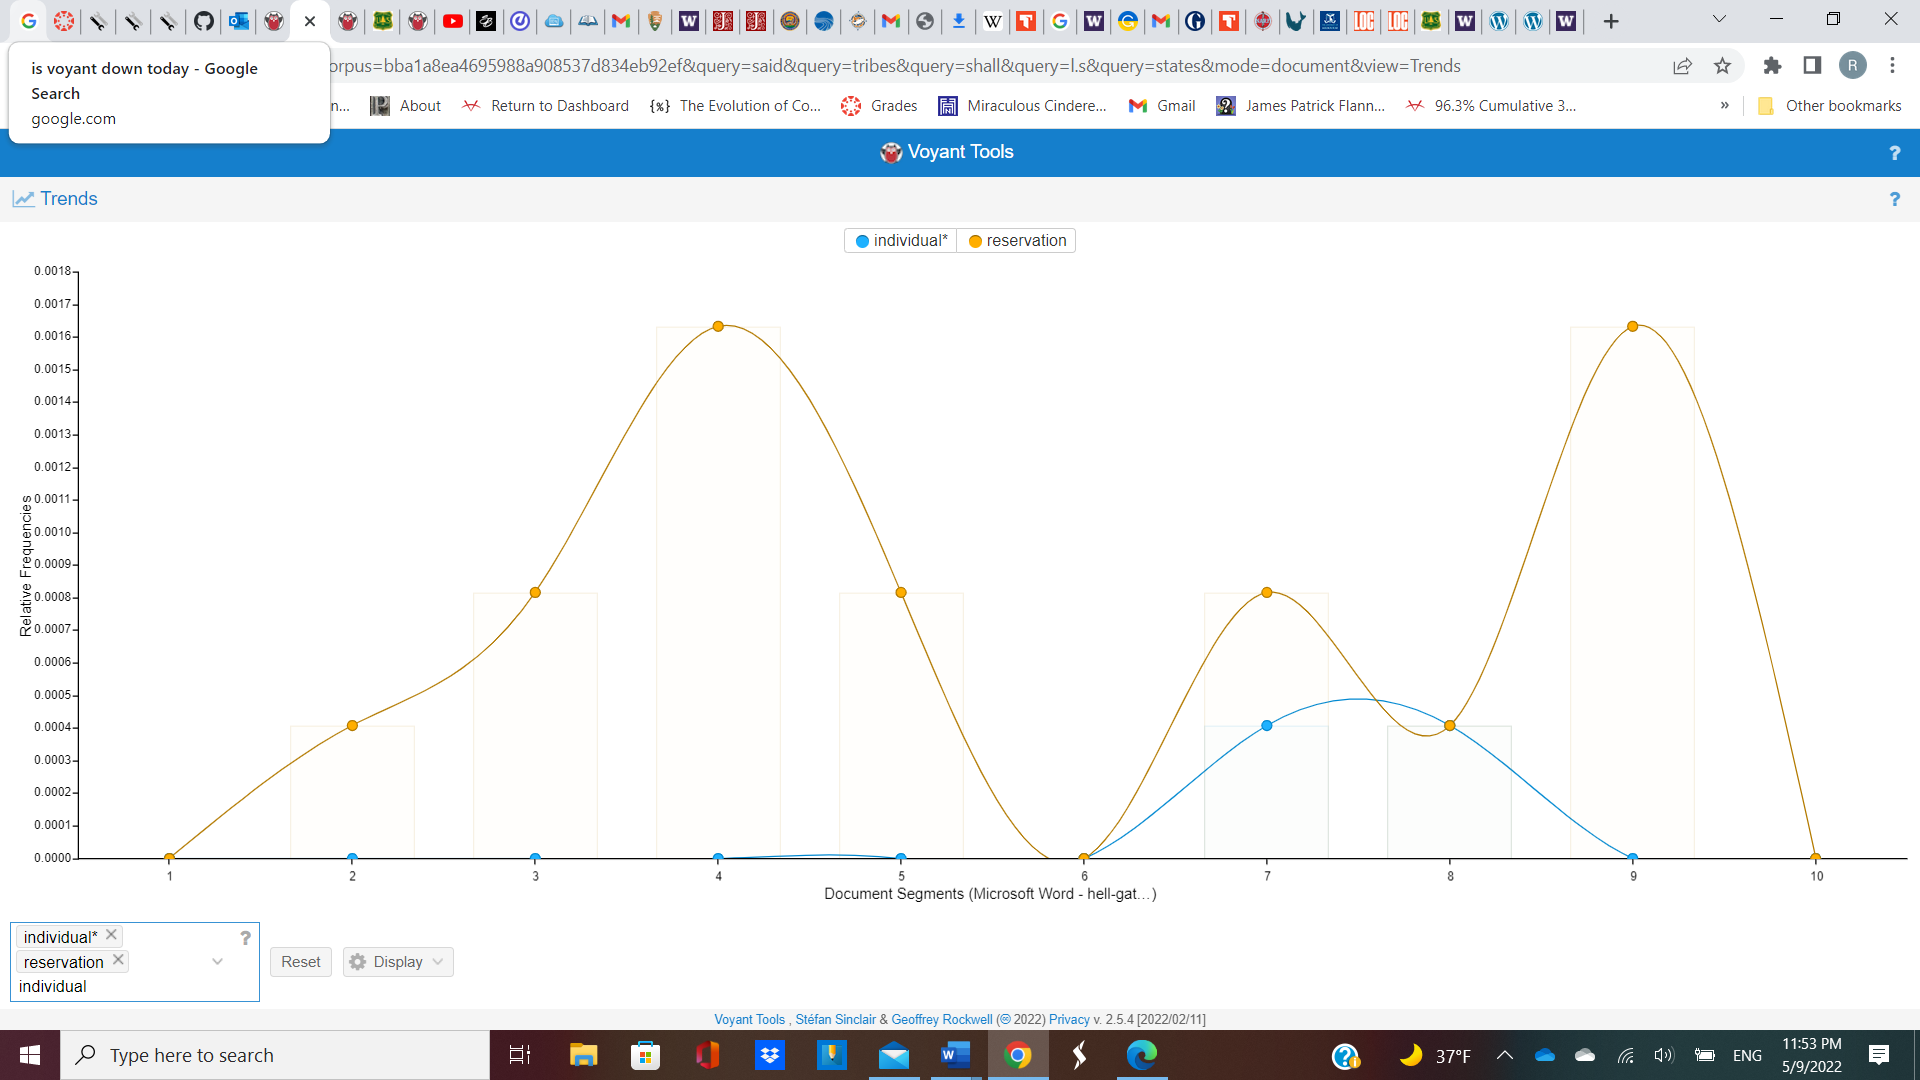 is voyant down today - Google
Search
google.com
orpus=bba1a8ea4695988a908537d834eb92ef&query=said&query=tribes&query=shall&query=l.s&query=states&mode=document&view=Trends
R
n...
About
Return to Dashboard
{%}
The Evolution of Co...
Grades
Miraculous Cindere...
Gmail
James Patrick Flann...
96.3% Cumulative 3...
»
Other bookmarks
Voyant Tools
?
Trends
?
individual*
reservation
0.0018
0.0017
0.0016
0.0015
0.0014
0.0013
0.0012
0.0011
0.0010
0.0009
0.0008
0.0007
0.0006
0.0005
0.0004
0.0003
0.0002
0.0001
0.0000
Relative Frequencies
1 2 3 4 5 6 7 8 9 10
Document Segments (Microsoft Word - hell-gat...)
individual*
?
reservation
individual
Reset
Display
Voyant Tools , Stéfan Sinclair & Geoffrey Rockwell (🄯 2022) Privacy v. 2.5.4 [2022/02/11]
Type here to search
37°F
ENG
11:53 PM
5/9/2022